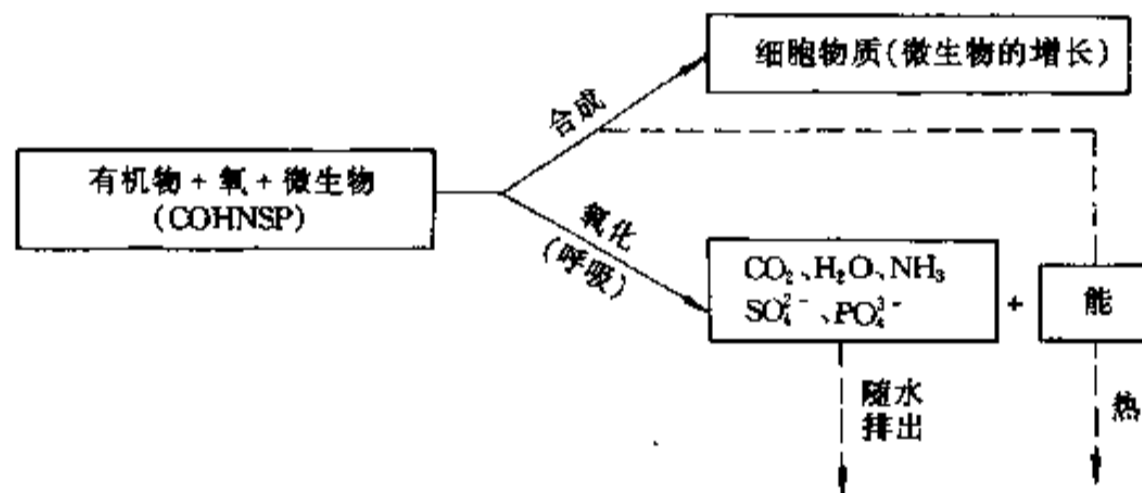 细胞物质(微生物的增长)
合成
有机物+氧+微生物
(COHNSP)
氧化
(呼吸)
CO₂、H₂O、NH₃
SO₄²⁻、PO₄³⁻
+
能
随水
排出
热